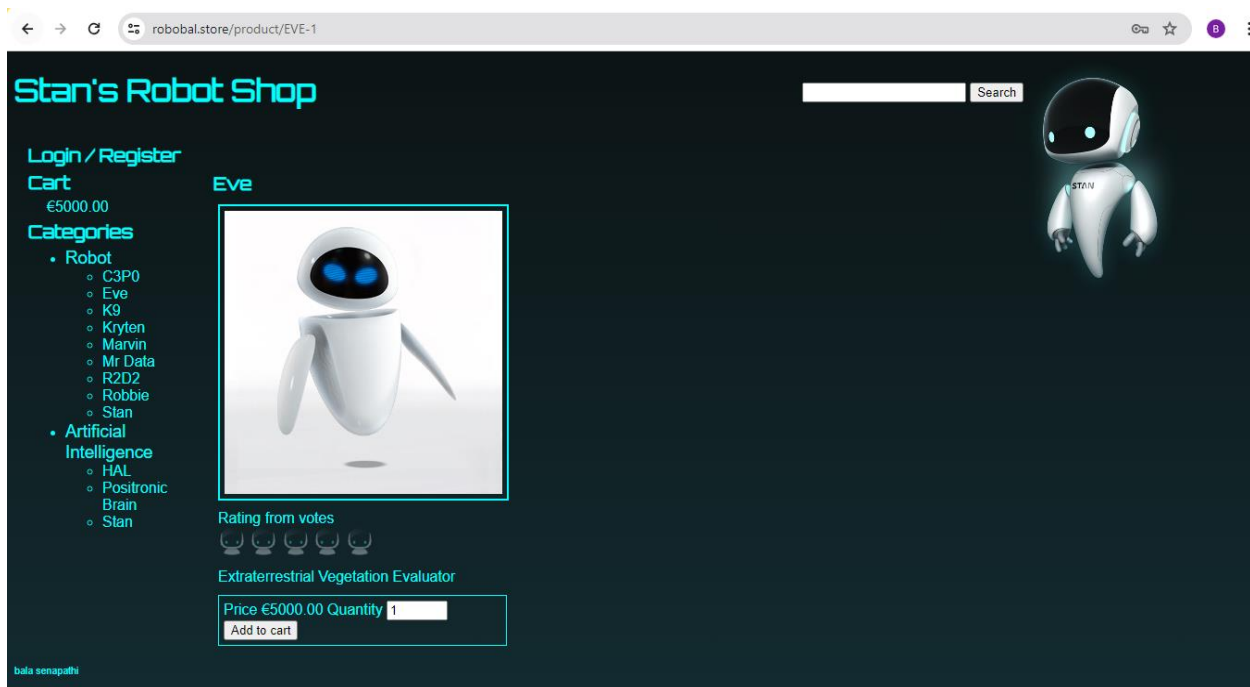 robobal.store/product/EVE-1
B
Stan's Robot Shop
Search
STAN
Login / Register
Cart
€5000.00
Categories
Robot
C3P0
Eve
K9
Kryten
Marvin
Mr Data
R2D2
Robbie
Stan
Artificial
Intelligence
HAL
Positronic
Brain
Stan
Eve
Rating from votes
Extraterrestrial Vegetation Evaluator
Price €5000.00 Quantity 1
Add to cart
bala senapathi